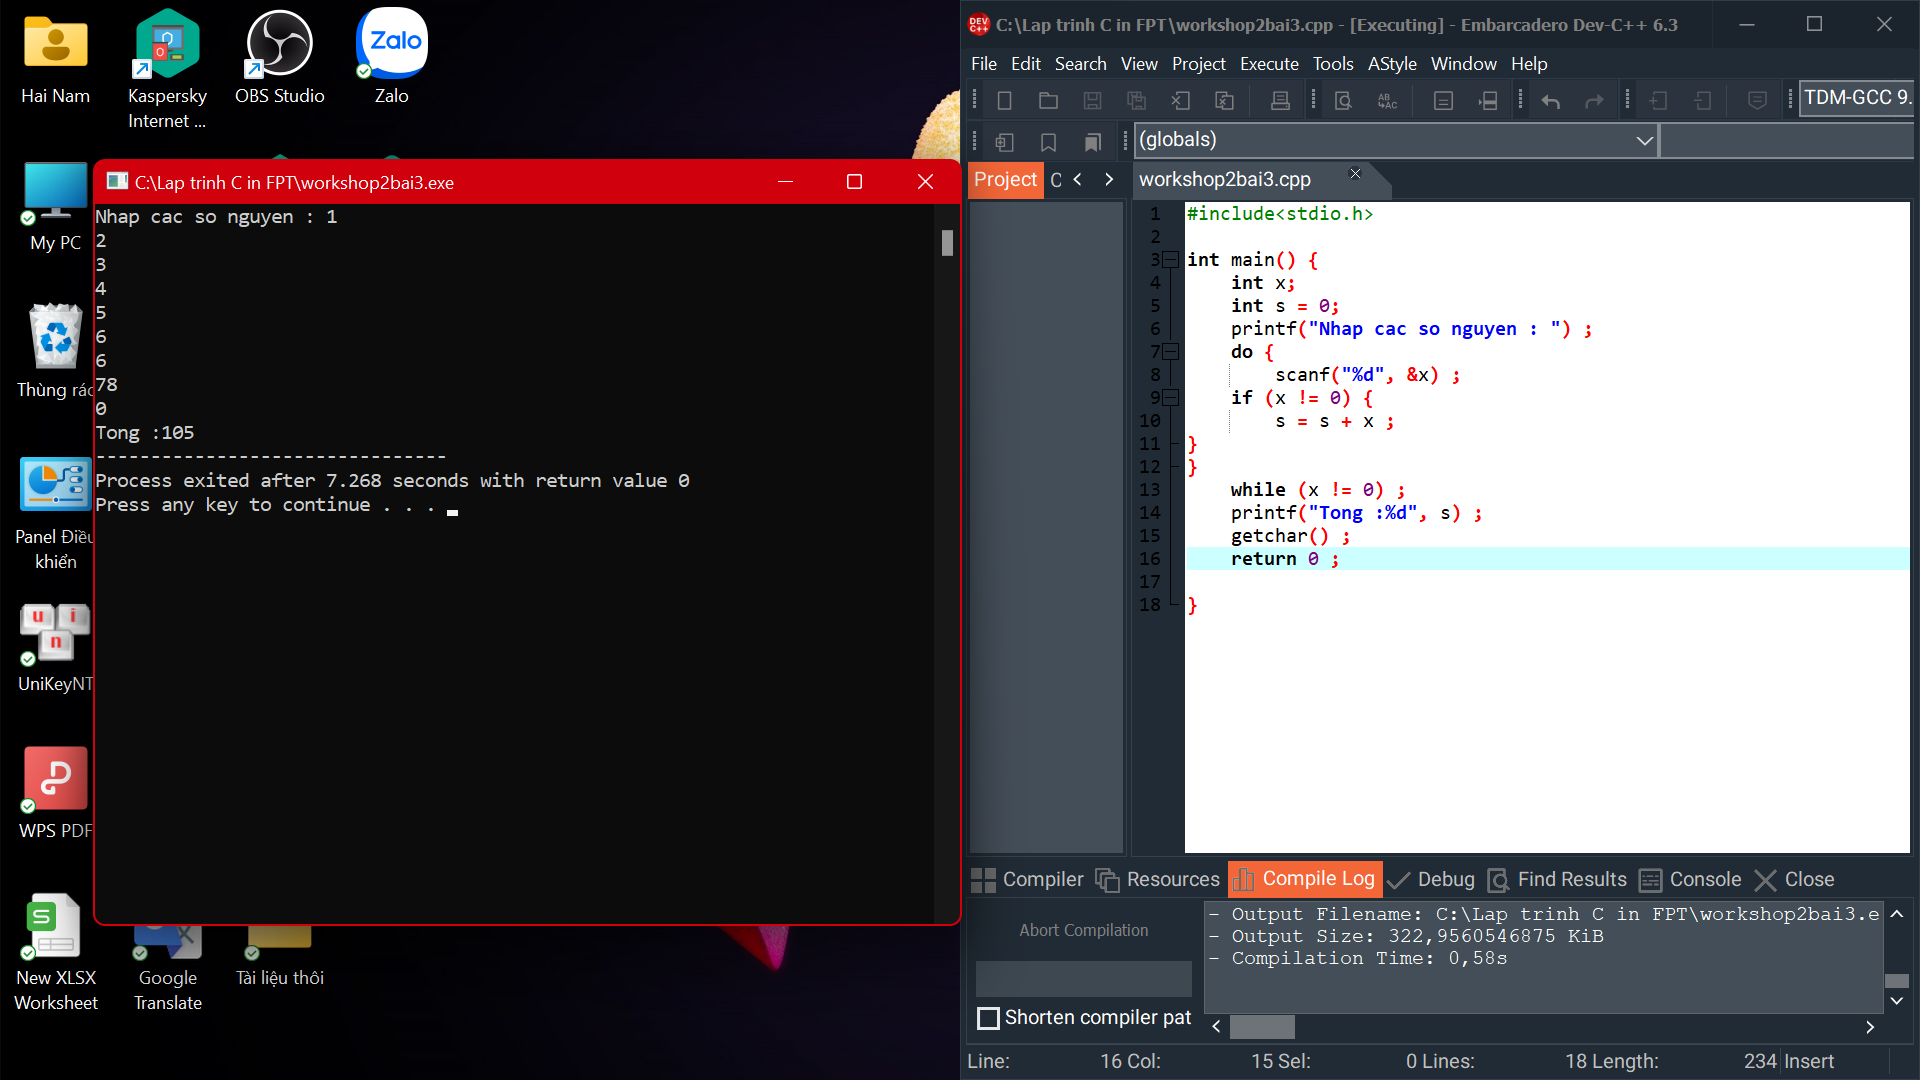 Hai Nam
Kaspersky
Internet ...
OBS Studio
Zalo
Zalo
My PC
Thùng rác
Panel Điều
khiển
u i
n
UniKeyNT
WPS PDF
S
New XLSX
Worksheet
Google
Translate
Tài liệu thôi
C:\Lap trinh C in FPT\workshop2bai3.exe
Nhap cac so nguyen : 1
2
3
4
5
6
6
78
0
Tong :105
--------------------------------
Process exited after 7.268 seconds with return value 0
Press any key to continue . . .
DEV C++
C:\Lap trinh C in FPT\workshop2bai3.cpp - [Executing] - Embarcadero Dev-C++ 6.3
File Edit Search View Project Execute Tools AStyle Window Help
TDM-GCC 9.
(globals)
Project
workshop2bai3.cpp
1 #include<stdio.h>
2
3 int main() {
4 int x;
5 int s = 0;
6 printf("Nhap cac so nguyen : ") ;
7 do {
8 scanf("%d", &x) ;
9 if (x != 0) {
10 s = s + x ;
11 }
12 }
13 while (x != 0) ;
14 printf("Tong :%d", s) ;
15 getchar() ;
16 return 0 ;
17
18 }
Compiler Resources Compile Log Debug Find Results Console Close
Abort Compilation
Shorten compiler pat
- Output Filename: C:\Lap trinh C in FPT\workshop2bai3.e
- Output Size: 322,9560546875 KiB
- Compilation Time: 0,58s
Line: 16 Col: 15 Sel: 0 Lines: 18 Length: 234 Insert